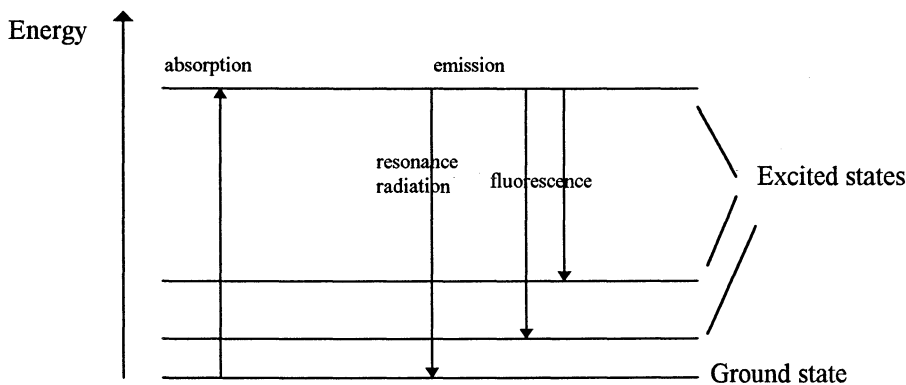 Energy
absorption
emission
resonance
radiation
fluorescence
Excited states
Ground state